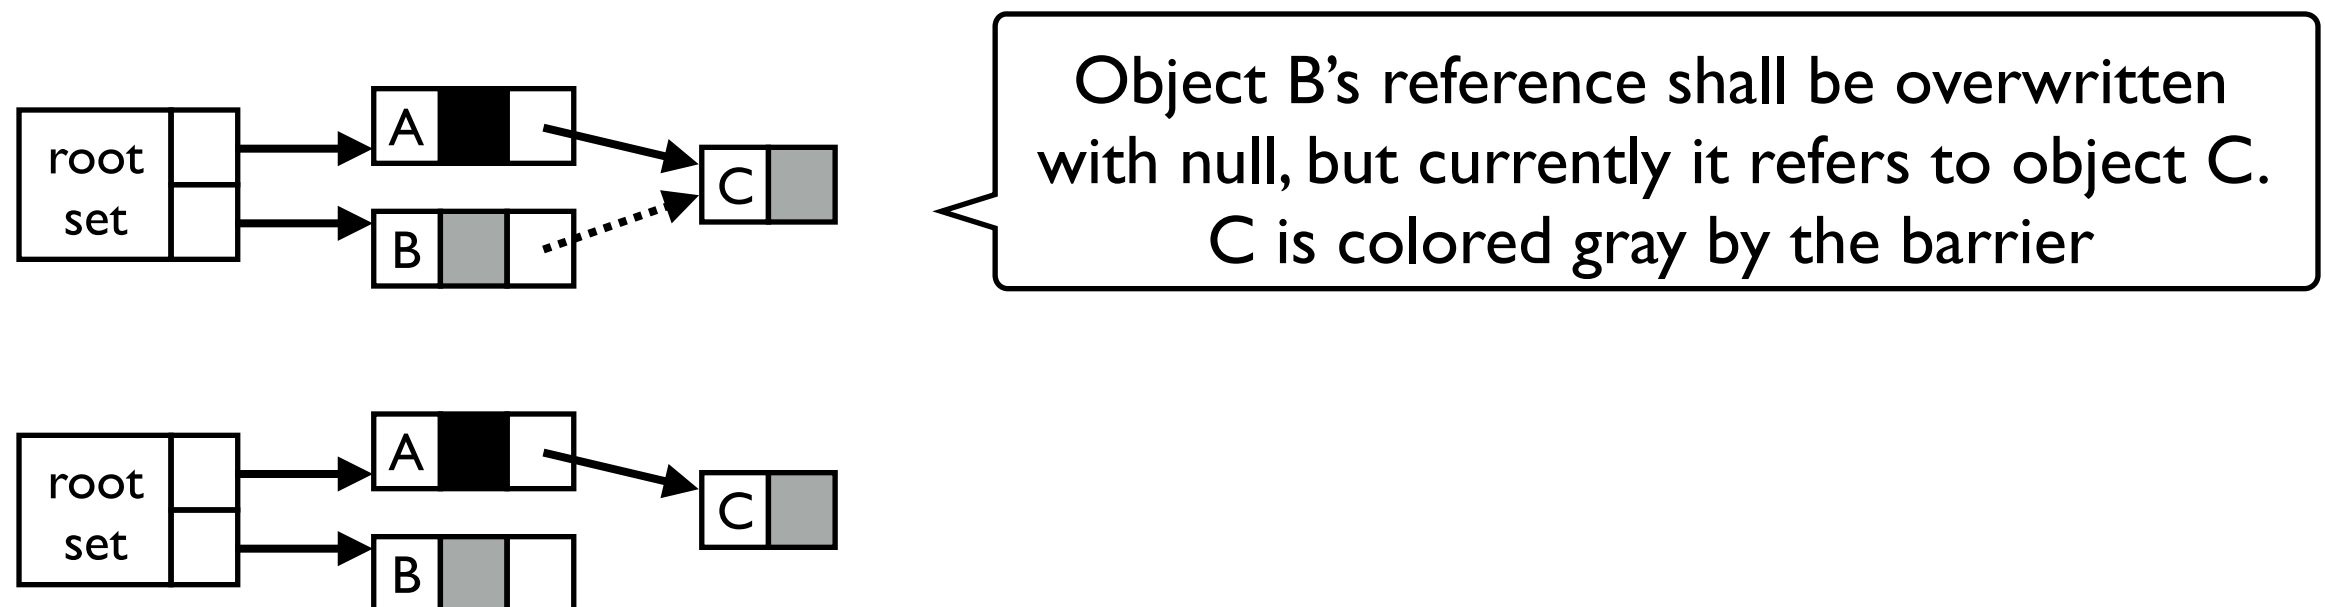 Object B’s reference shall be overwritten
with null, but currently it refers to object C.
C is colored gray by the barrier
root
set
A
B
C
root
set
A
B
C